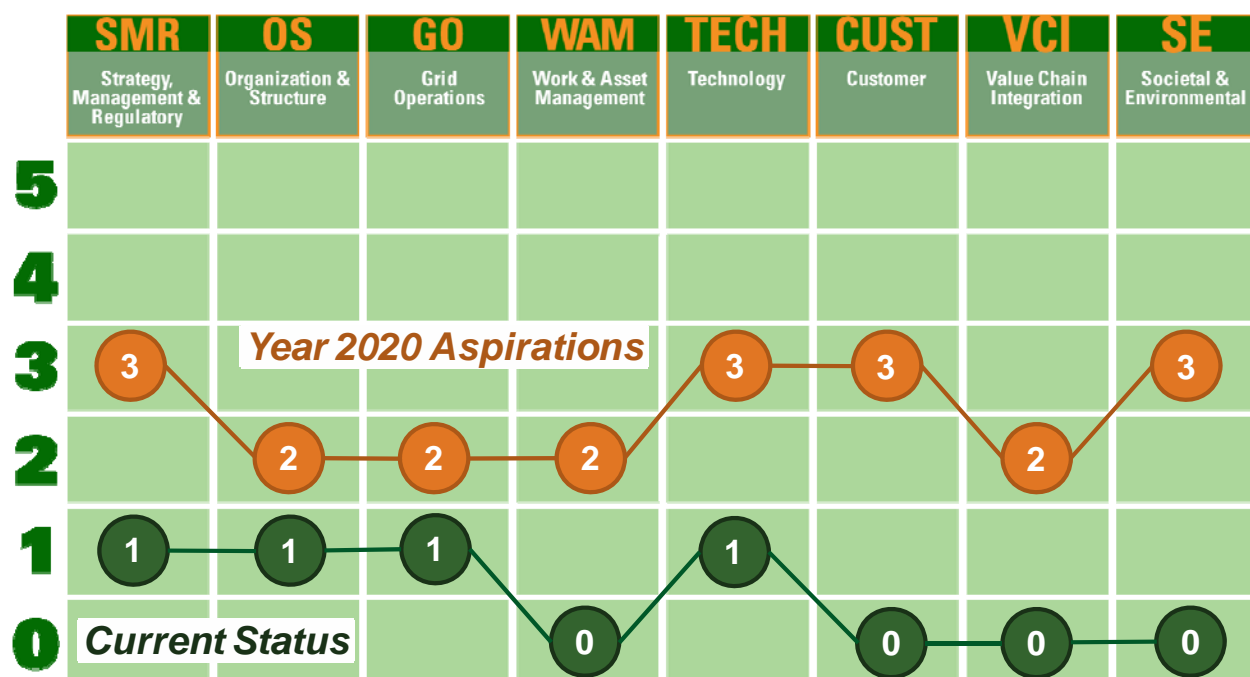 SMR OS GO WAM TECH CUST VCI SE
Strategy, Management & Regulatory
Organization & Structure
Grid Operations
Work & Asset Management
Technology
Customer
Value Chain Integration
Societal & Environmental
5
4
Year 2020 Aspirations
3 3 3 3 3
2 2 2 2 2
1 1 1 1 1
0 Current Status 0 0 0 0